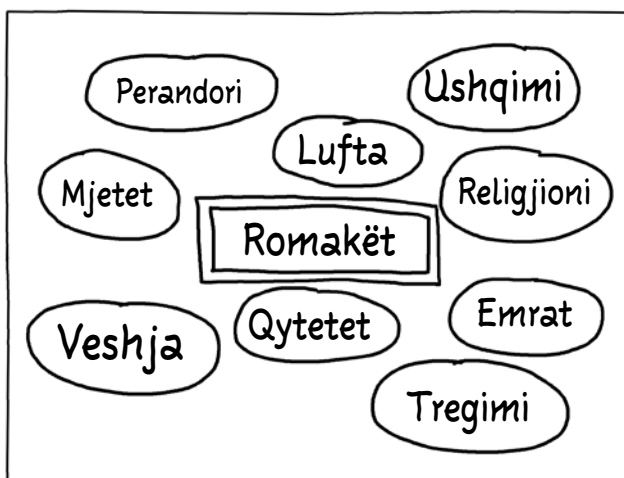 Perandori
Ushqimi
Lufta
Mjetet
Religjioni
Romakët
Veshja
Qytetet
Emrat
Tregimi